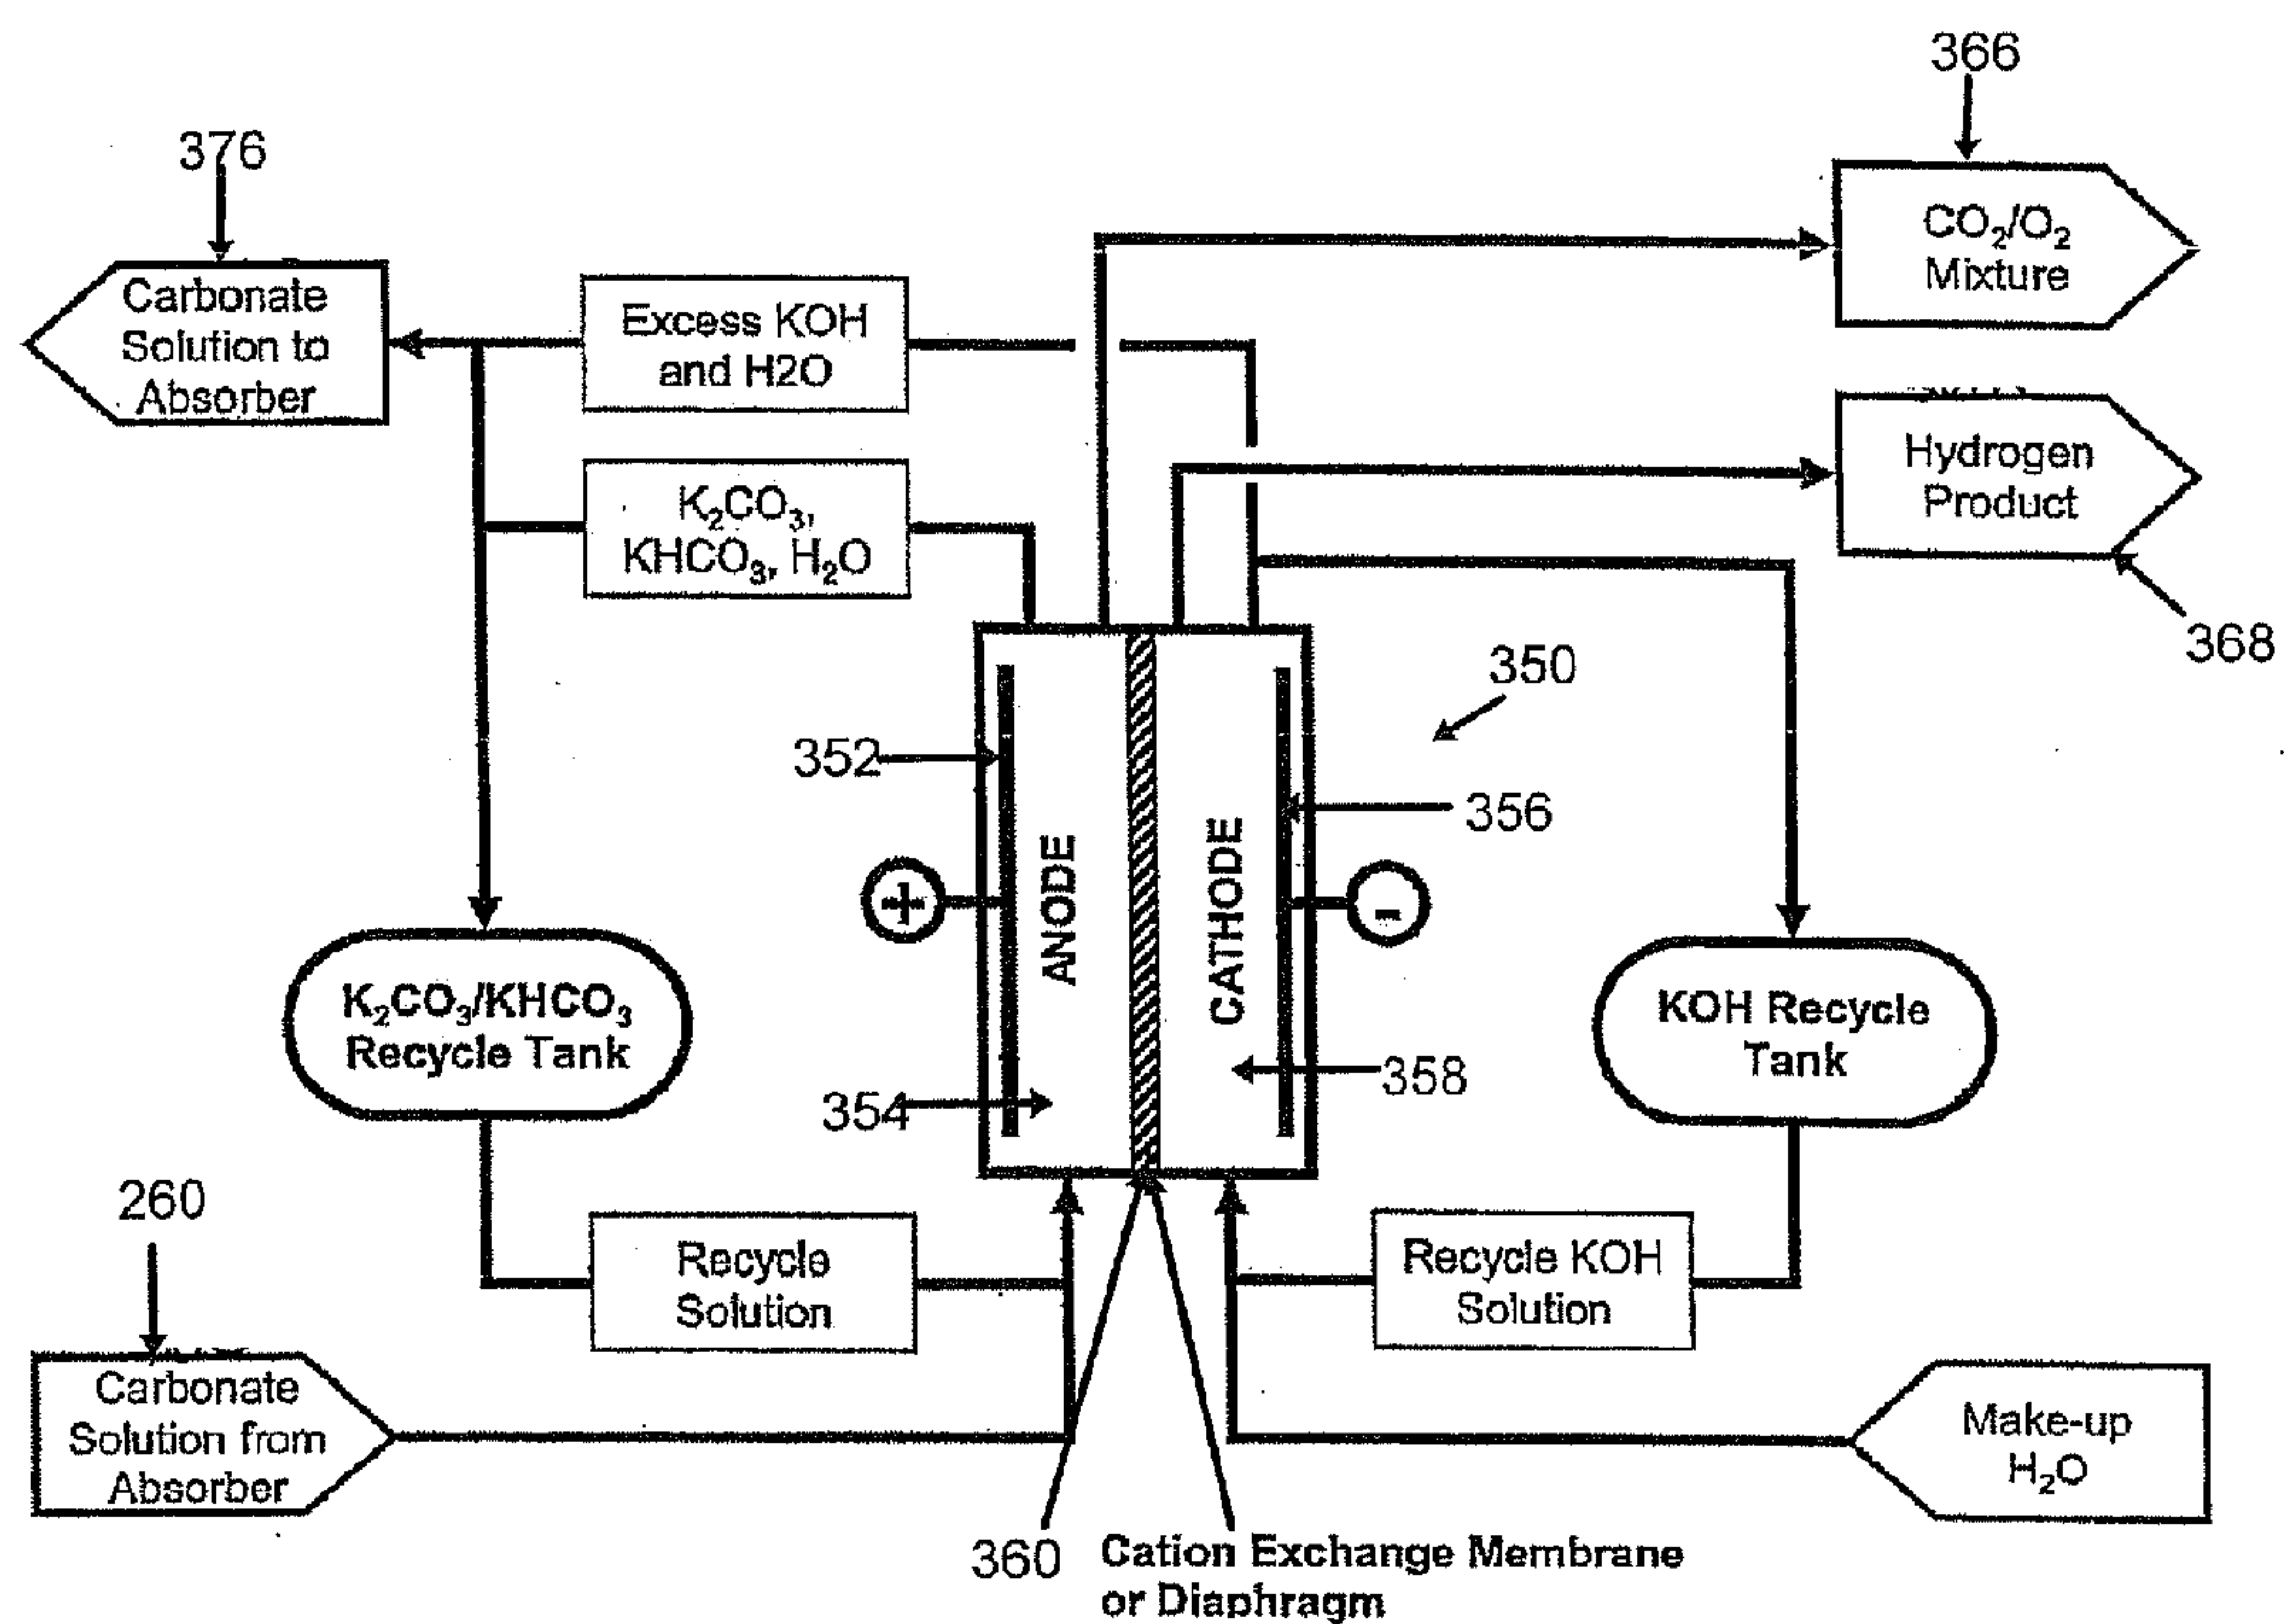 366
376
CO₂/O₂
Mixture
Carbonate
Solution to
Absorber
Excess KOH
and H2O
Hydrogen
Product
K₂CO₃,
KHCO₃, H₂O
368
350
352
356
ANODE
CATHODE
+
-
K₂CO₃/KHCO₃
Recycle Tank
KOH Recycle
Tank
358
354
260
Recycle
Solution
Recycle KOH
Solution
Carbonate
Solution from
Absorber
Make-up
H₂O
360
Cation Exchange Membrane
or Diaphragm